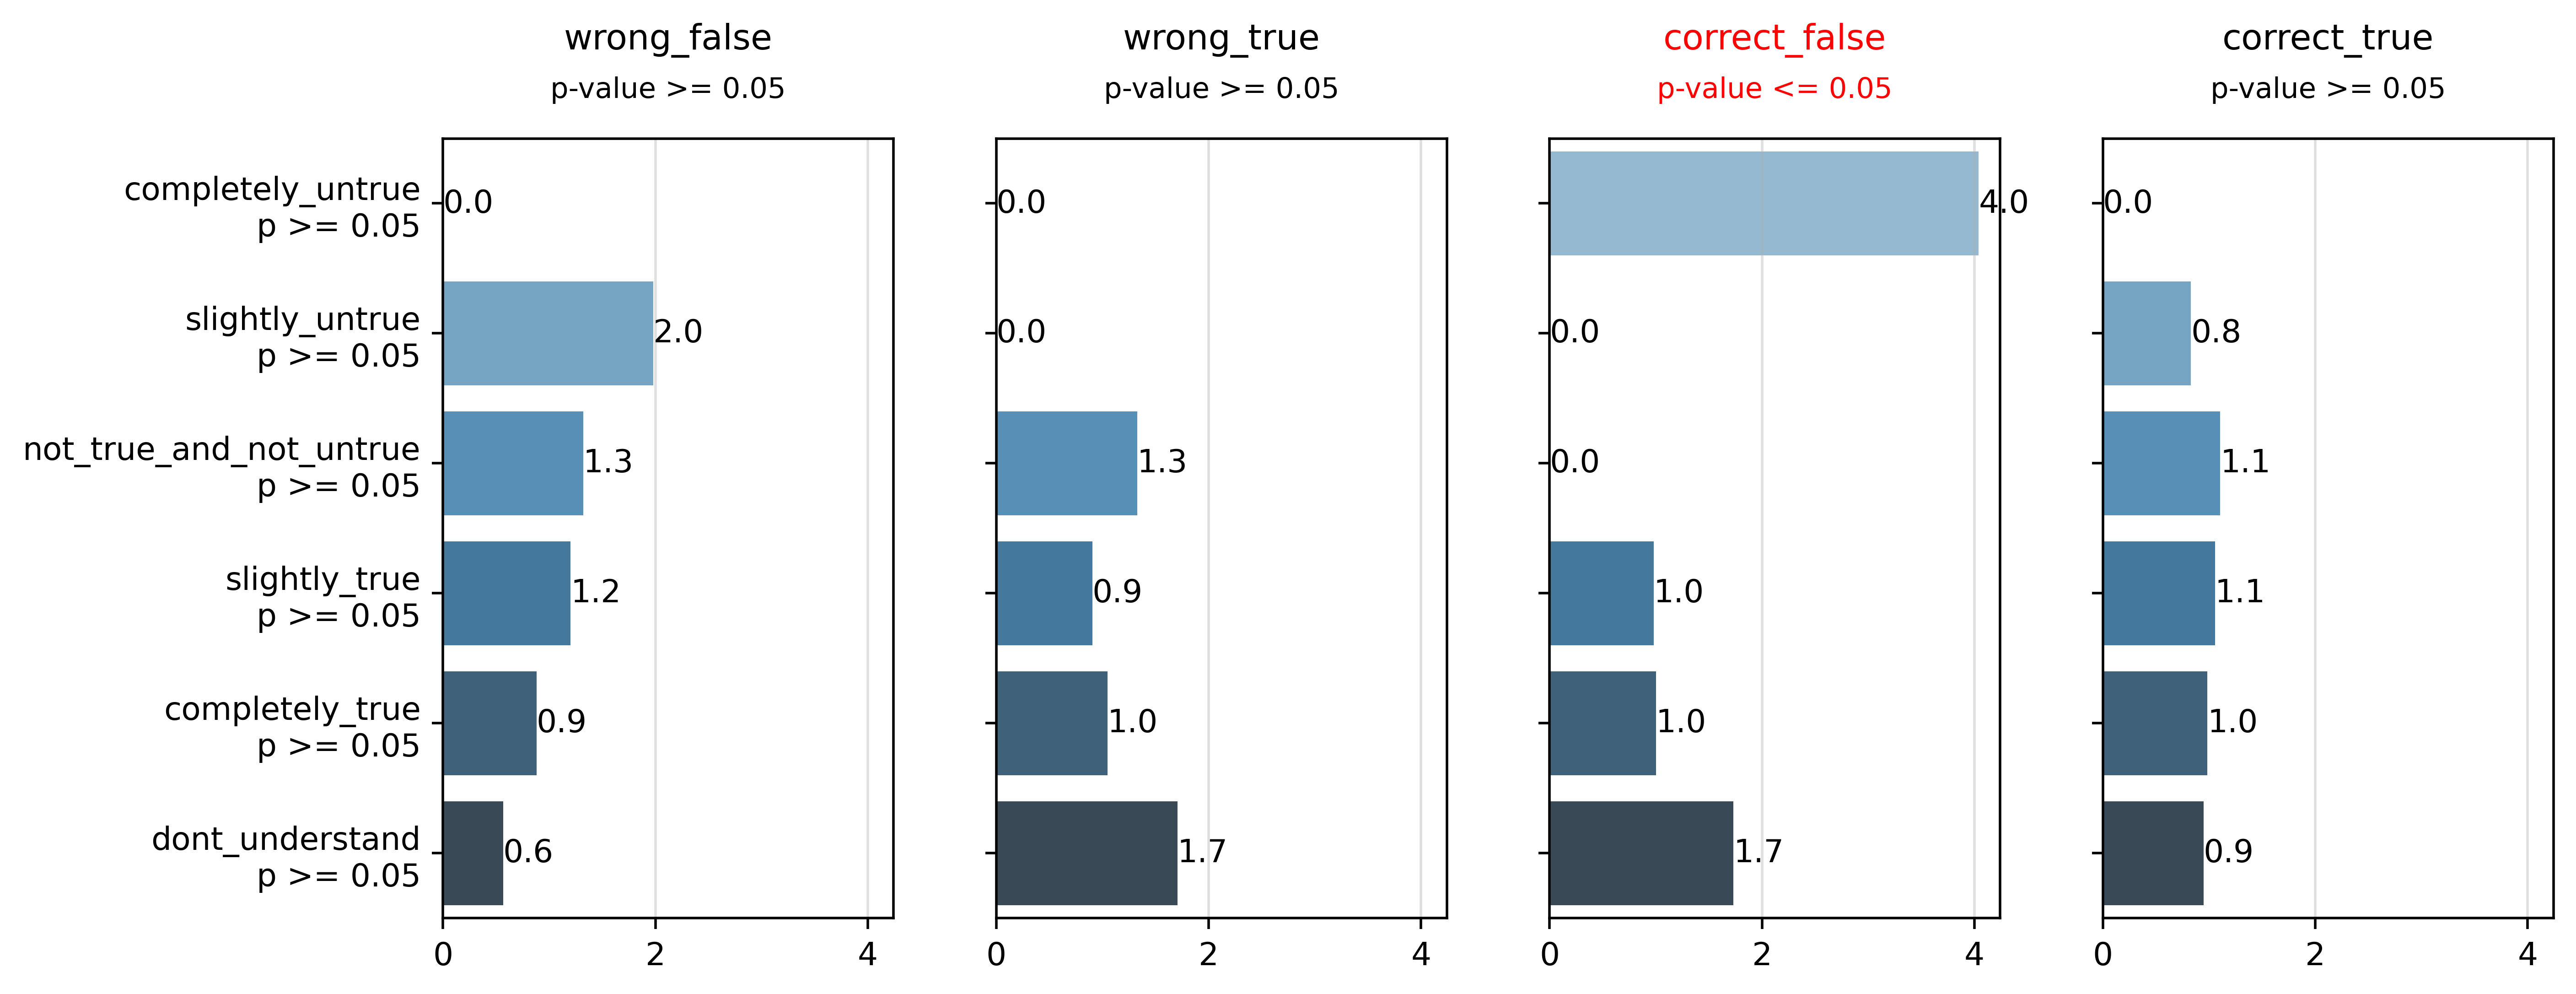 wrong_false
p-value >= 0.05
wrong_true
p-value >= 0.05
correct_false
p-value <= 0.05
correct_true
p-value >= 0.05
completely_untrue
p >= 0.05
0.0
0.0
4.0
0.0
slightly_untrue
p >= 0.05
2.0
0.0
0.0
0.8
not_true_and_not_untrue
p >= 0.05
1.3
1.3
0.0
1.1
slightly_true
p >= 0.05
1.2
0.9
1.0
1.1
completely_true
p >= 0.05
0.9
1.0
1.0
1.0
dont_understand
p >= 0.05
0.6
1.7
1.7
0.9
0 2 4
0 2 4
0 2 4
0 2 4